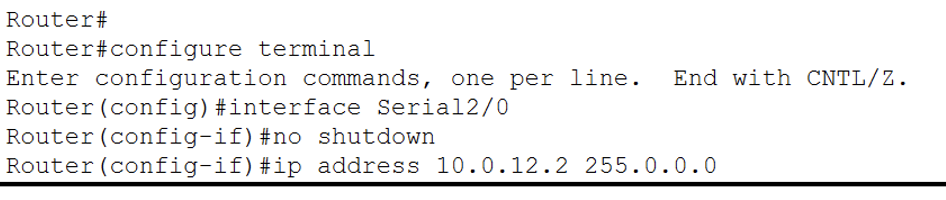 Router#
Router#configure terminal
Enter configuration commands, one per line.  End with CNTL/Z.
Router(config)#interface Serial2/0
Router(config-if)#no shutdown
Router(config-if)#ip address 10.0.12.2 255.0.0.0